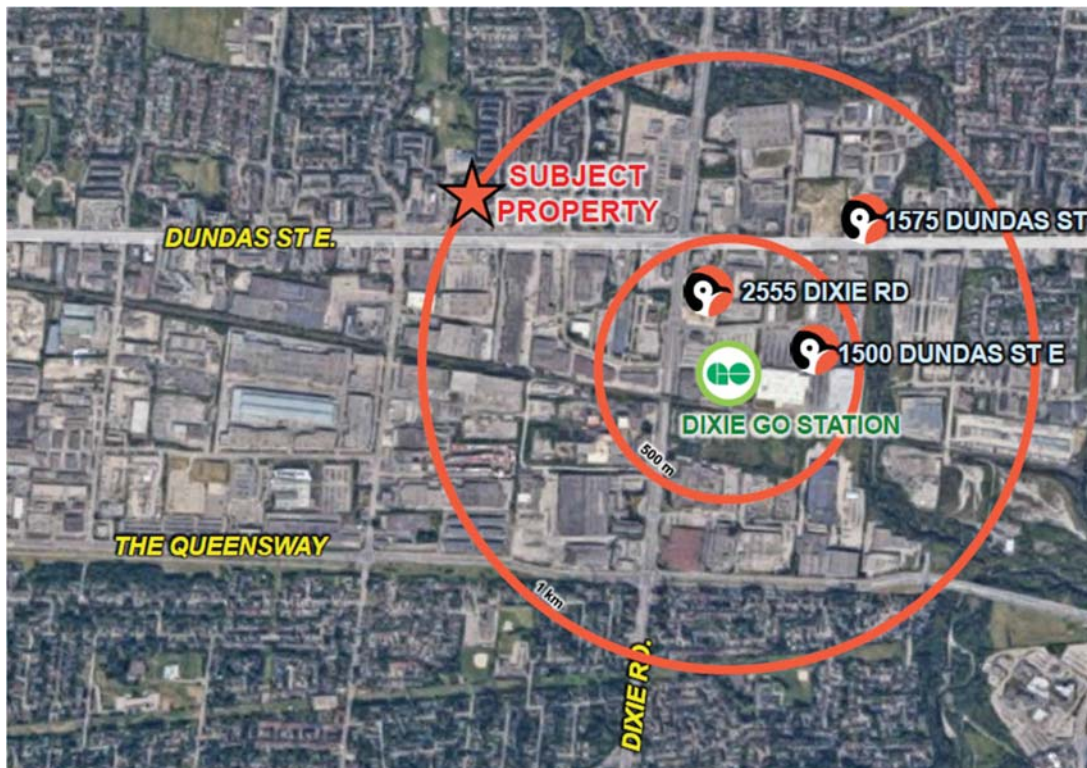 SUBJECT
PROPERTY
1575 DUNDAS ST
DUNDAS ST E.
2555 DIXIE RD
1500 DUNDAS ST E
GO
DIXIE GO STATION
500 m
THE QUEENSWAY
1 km
DIXIE RD.